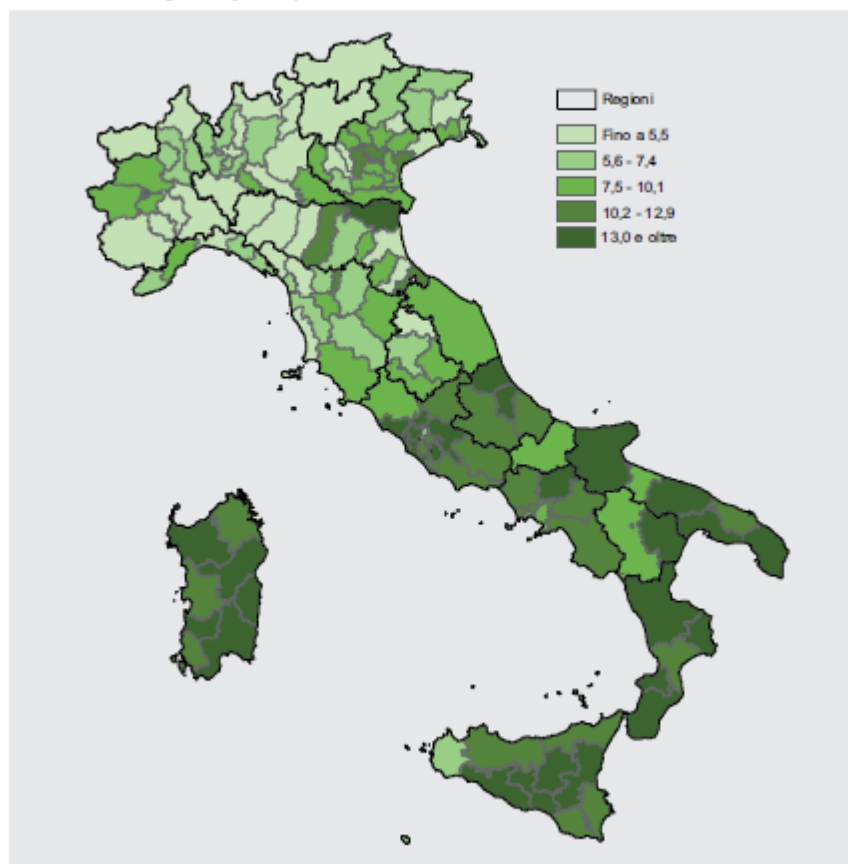 Regioni
Fino a 5,5
5,6 - 7,4
7,5 - 10,1
10,2 - 12,9
13,0 e oltre